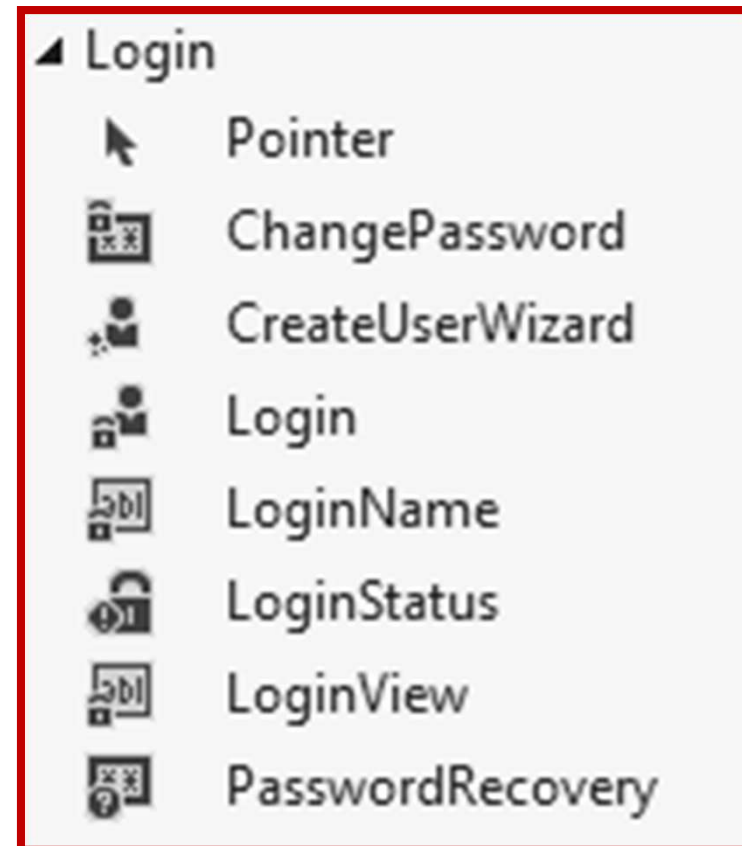 Login
Pointer
ChangePassword
CreateUserWizard
Login
LoginName
LoginStatus
LoginView
PasswordRecovery